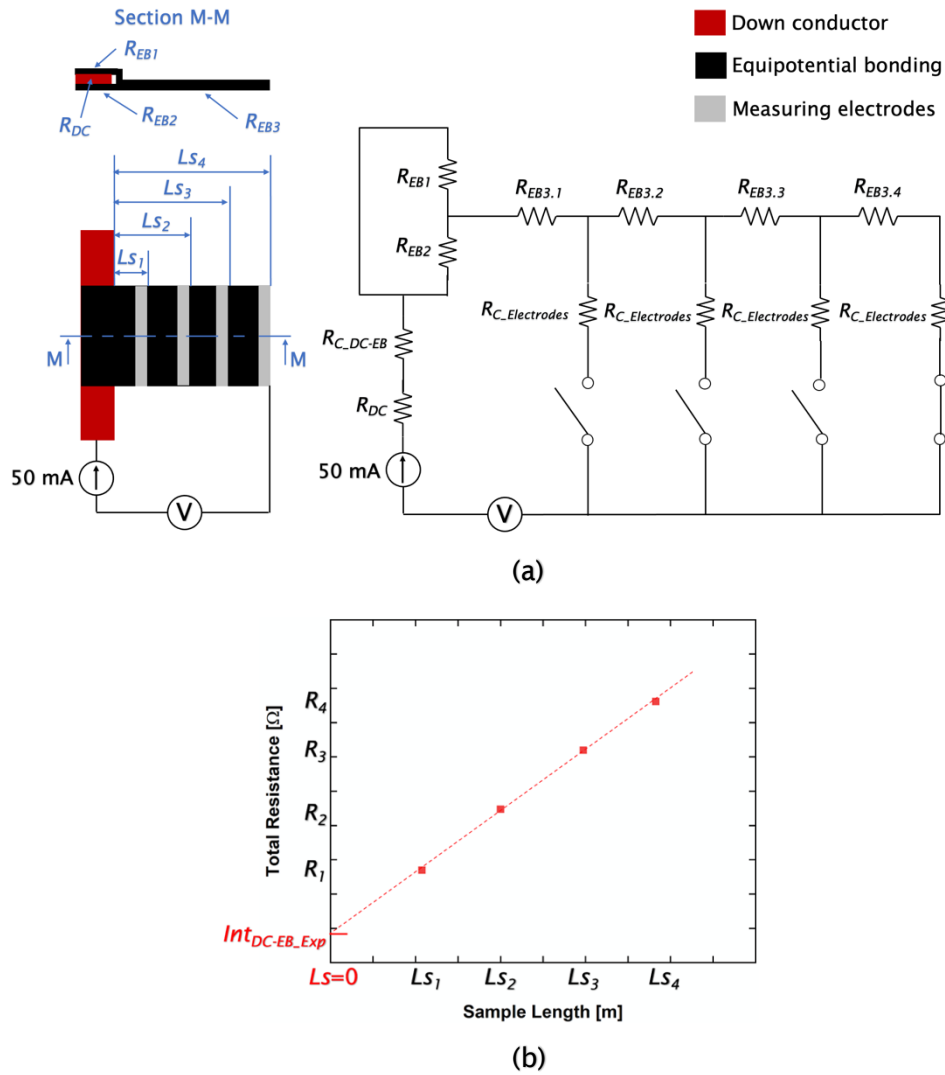 Section M-M
R_EB1
R_DC
R_EB2
R_EB3
Down conductor
Equipotential bonding
Measuring electrodes
Ls_4
Ls_3
Ls_2
Ls_1
M
M
50 mA
V
R_EB1
R_EB2
R_C_DC-EB
R_DC
50 mA
V
R_EB3.1
R_EB3.2
R_EB3.3
R_EB3.4
R_C_Electrodes
R_C_Electrodes
R_C_Electrodes
R_C_Electrodes
(a)
Total Resistance [Ω]
R_4
R_3
R_2
R_1
Int_DC-EB_Exp
Ls=0
Ls_1
Ls_2
Ls_3
Ls_4
Sample Length [m]
(b)